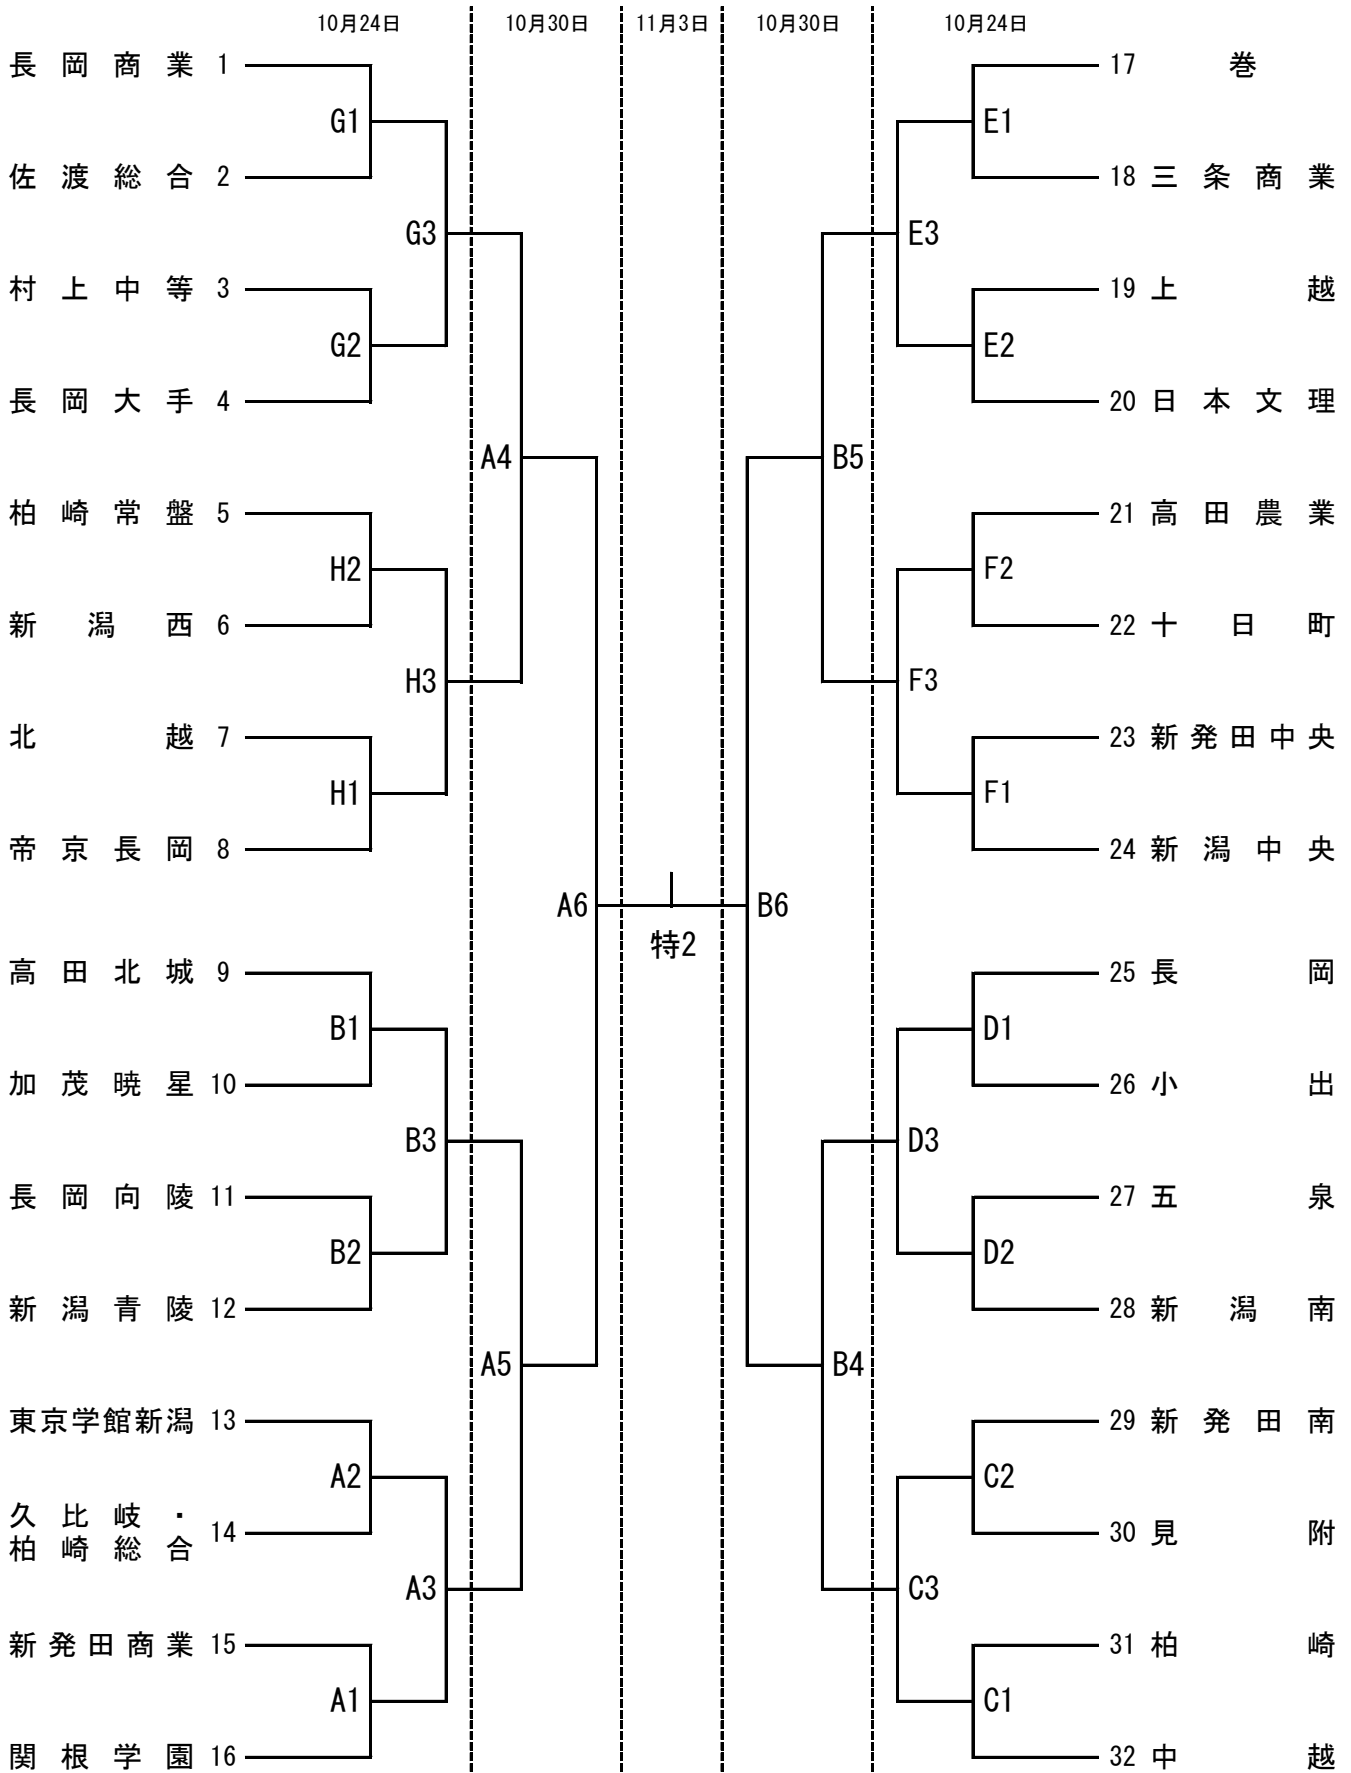 10月24日 10月30日 11月3日 10月30日 10月24日
長岡商業 1 17 巻
G1 E1
佐渡総合 2 18 三条商業
G3 E3
村上中等 3 19 上越
G2 E2
長岡大手 4 20 日本文理
A4 B5
柏崎常盤 5 21 高田農業
H2 F2
新潟西 6 22 十日町
H3 F3
北越 7 23 新発田中央
H1 F1
帝京長岡 8 24 新潟中央
A6 B6
特2
高田北城 9 25 長岡
B1 D1
加茂暁星 10 26 小出
B3 D3
長岡向陵 11 27 五泉
B2 D2
新潟青陵 12 28 新潟南
A5 B4
東京学館新潟 13 29 新発田南
A2 C2
久比岐・
柏崎総合 14 30 見附
A3 C3
新発田商業 15 31 柏崎
A1 C1
関根学園 16 32 中越